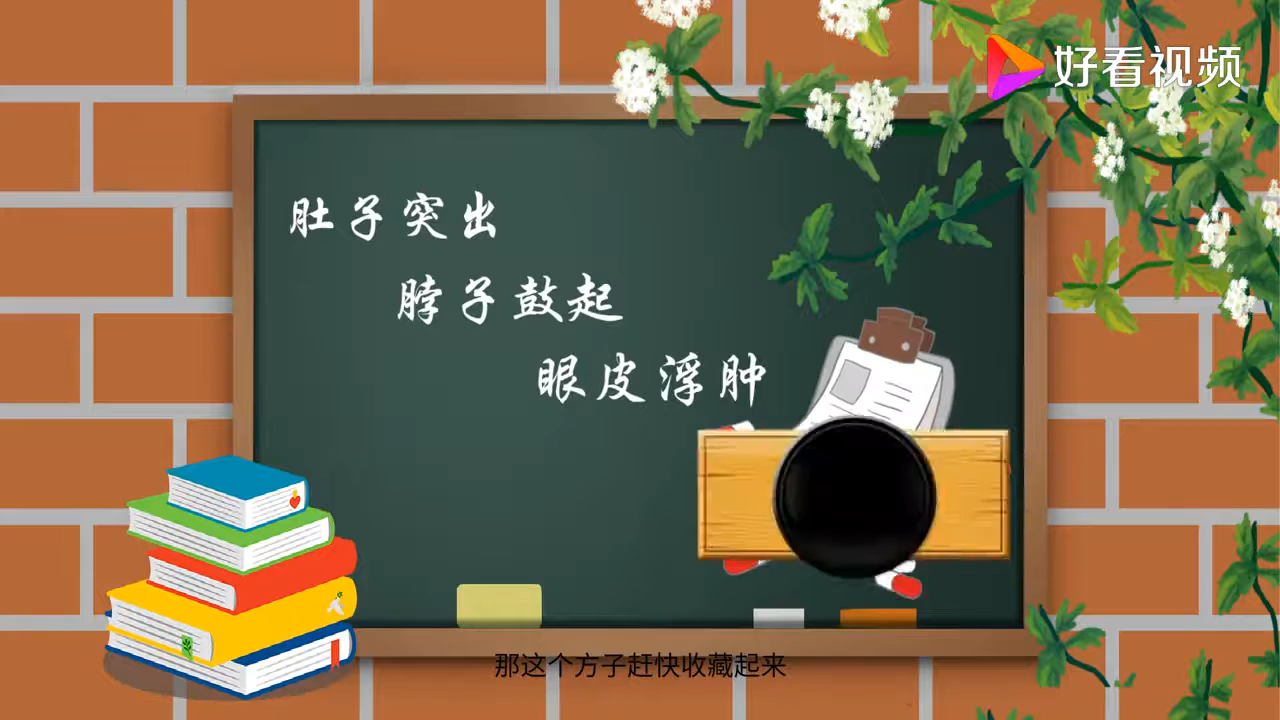 好看视频
肚子突出
脖子鼓起
眼皮浮肿
那这个方子赶快收藏起来